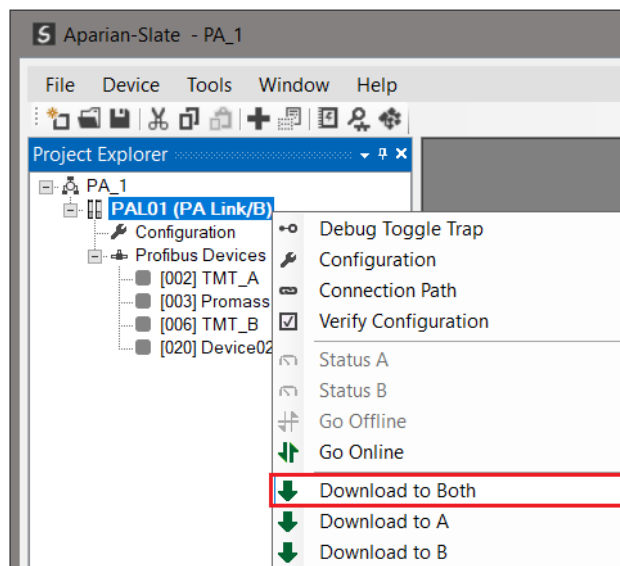 S Aparian-Slate - PA_1
File Device Tools Window Help
Project Explorer
PA_1
PAL01 (PA Link/B)
Configuration
Profibus Devices
[002] TMT_A
[003] Promass
[006] TMT_B
[020] Device02
Debug Toggle Trap
Configuration
Connection Path
Verify Configuration
Status A
Status B
Go Offline
Go Online
Download to Both
Download to A
Download to B